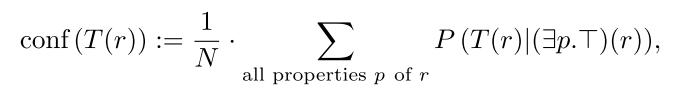 conf (T(r)) := 1/N · ∑ P (T(r)|(∃p.⊤)(r)),
all properties p of r